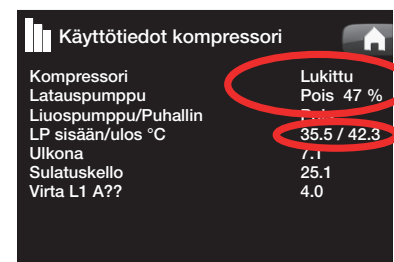 Käyttötiedot kompressori
Kompressori Lukittu
Latauspumppu Pois 47 %
Liuospumppu/Puhallin
LP sisään/ulos °C 35.5 / 42.3
Ulkona 7.1
Sulatuskello 25.1
Virta L1 A?? 4.0